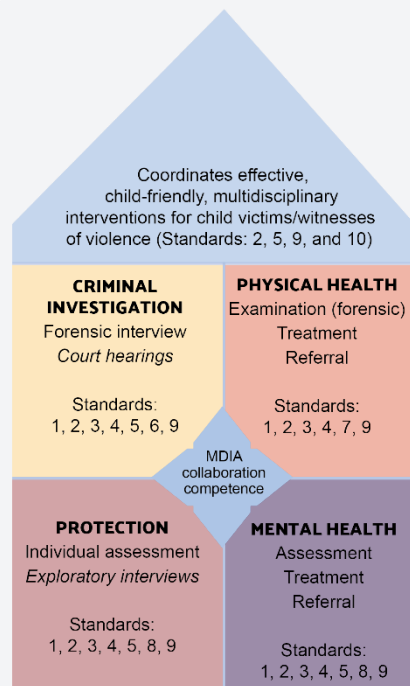 Coordinates effective,
child-friendly, multidisciplinary
interventions for child victims/witnesses
of violence (Standards: 2, 5, 9, and 10)
CRIMINAL
INVESTIGATION
Forensic interview
Court hearings
Standards:
1, 2, 3, 4, 5, 6, 9
PHYSICAL HEALTH
Examination (forensic)
Treatment
Referral
Standards:
1, 2, 3, 4, 7, 9
MDIA
collaboration
competence
PROTECTION
Individual assessment
Exploratory interviews
Standards:
1, 2, 3, 4, 5, 8, 9
MENTAL HEALTH
Assessment
Treatment
Referral
Standards:
1, 2, 3, 4, 5, 8, 9